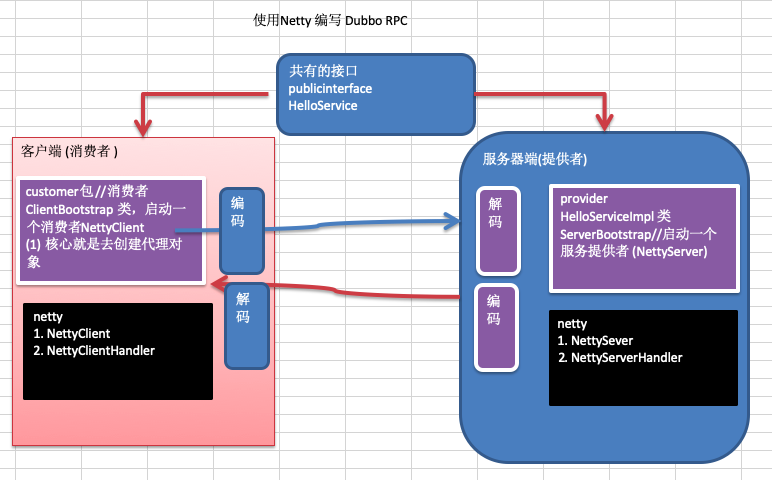 使用Netty 编写 Dubbo RPC
共有的接口
publicinterface
HelloService
客户端 (消费者 )
customer包 //消费者
ClientBootstrap 类，启动一
个消费者NettyClient
(1) 核心就是去创建代理对
象
编
码
解
码
netty
1. NettyClient
2. NettyClientHandler
服务器端(提供者)
解
码
编
码
provider
HelloServiceImpl 类
ServerBootstrap//启动一个
服务提供者 (NettyServer)
netty
1. NettySever
2. NettyServerHandler